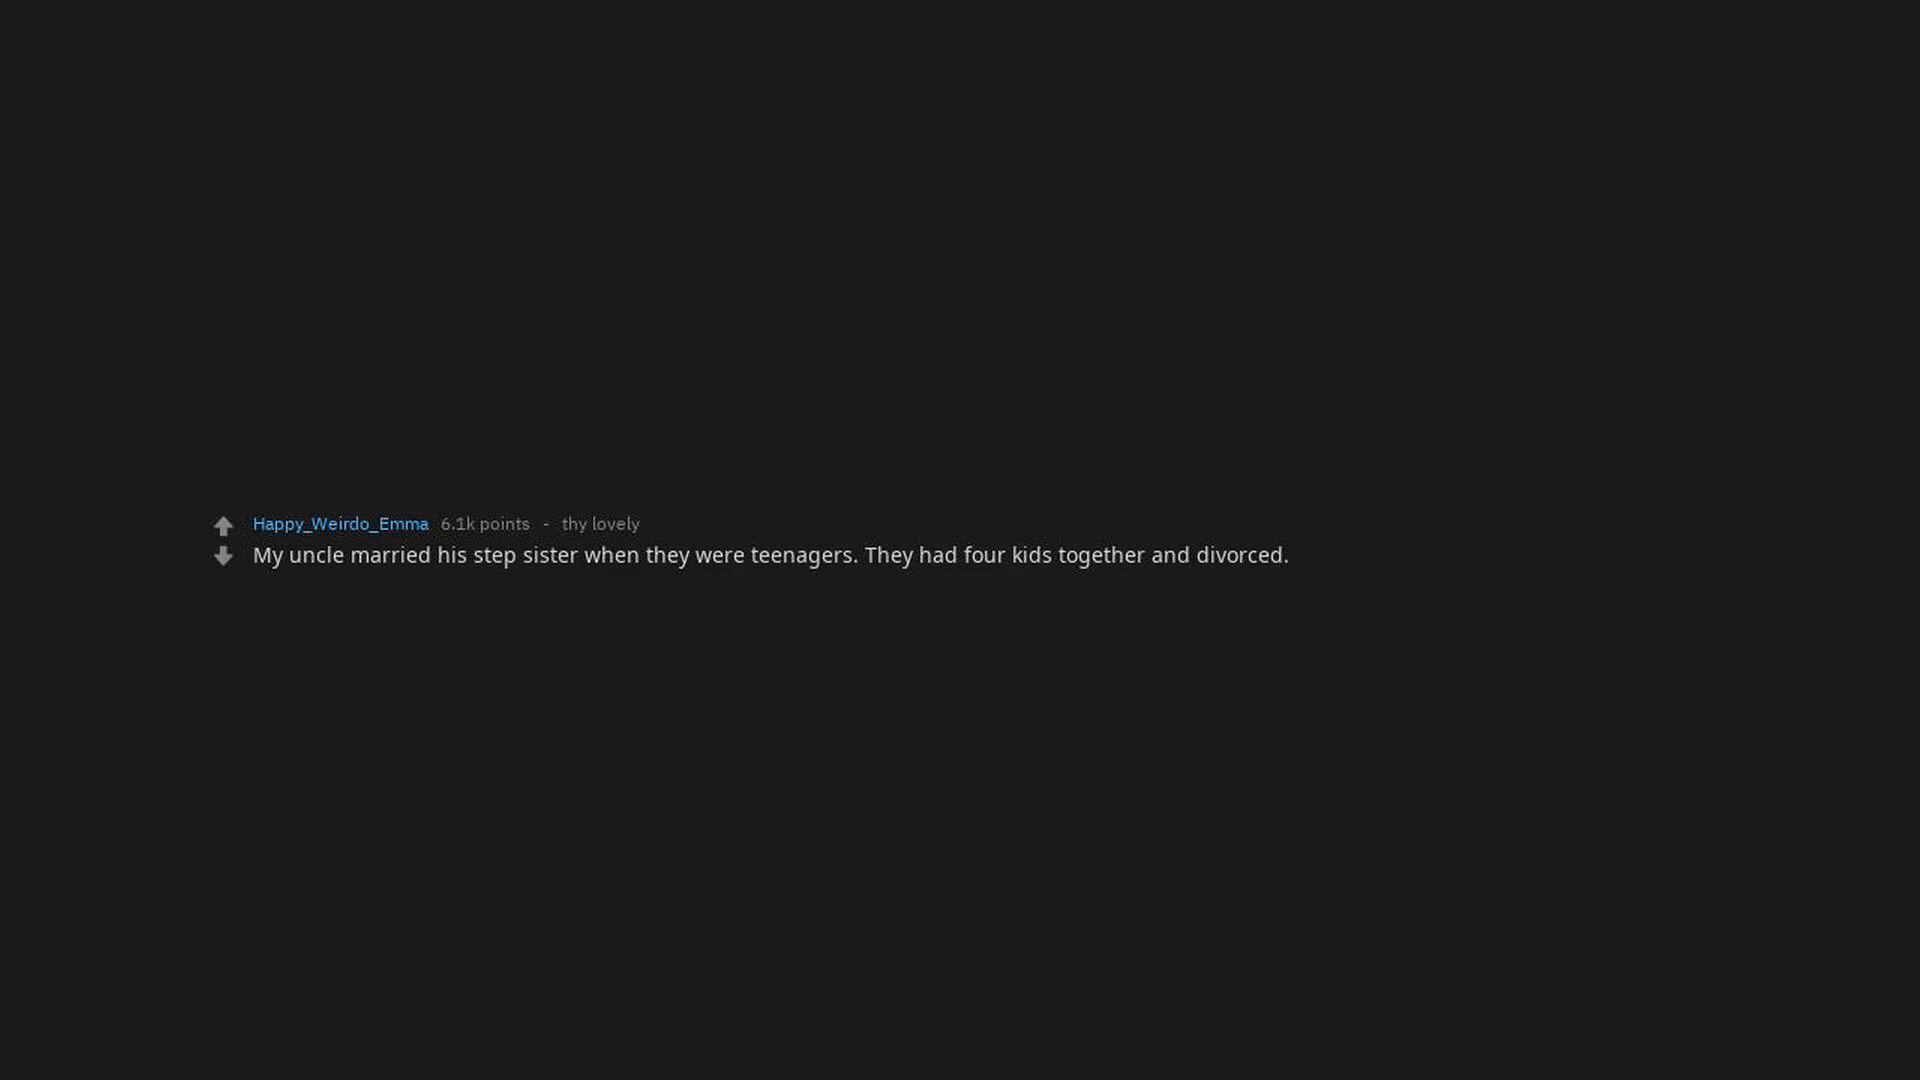 Happy_Weirdo_Emma 6.1k points - thy lovely
My uncle married his step sister when they were teenagers. They had four kids together and divorced.